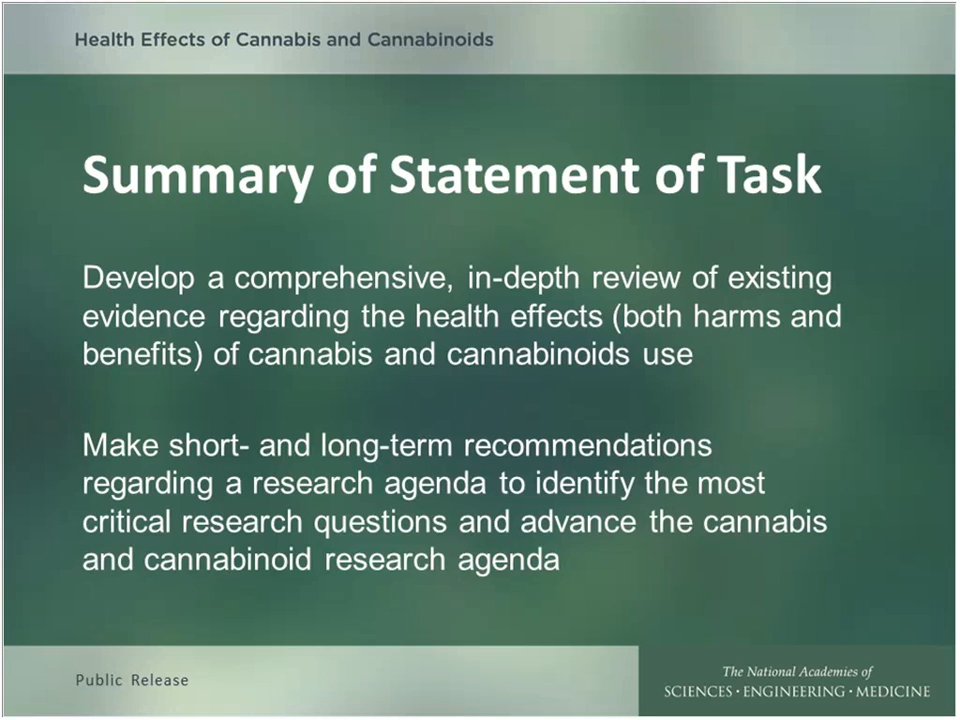 Health Effects of Cannabis and Cannabinoids
Summary of Statement of Task
Develop a comprehensive, in-depth review of existing
evidence regarding the health effects (both harms and
benefits) of cannabis and cannabinoids use
Make short- and long-term recommendations
regarding a research agenda to identify the most
critical research questions and advance the cannabis
and cannabinoid research agenda
Public Release
The National Academies of
SCIENCES • ENGINEERING • MEDICINE